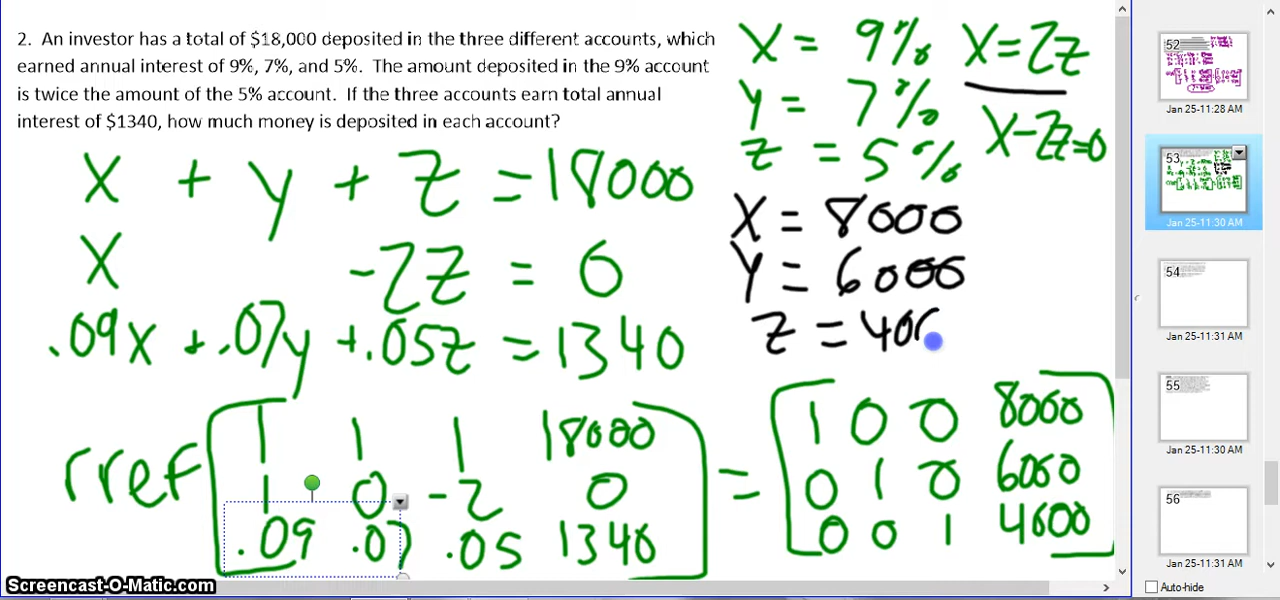 2. An investor has a total of $18,000 deposited in the three different accounts, which
earned annual interest of 9%, 7%, and 5%. The amount deposited in the 9% account
is twice the amount of the 5% account. If the three accounts earn total annual
interest of $1340, how much money is deposited in each account?
X = 9%
Y = 7%
Z = 5%
X=2z
X-2z=0
X + y + z = 18000
X -2z = 0
.09x + .07y + .05z = 1340
X = 8000
Y = 6000
Z = 400
rref
1 1 1 18000
1 0 -2 0
.09 .07 .05 1340
=
1 0 0 8000
0 1 0 6000
0 0 1 4000
52
Jan 25-11:28 AM
53
Jan 25-11:30 AM
54
Jan 25-11:31 AM
55
Jan 25-11:30 AM
56
Jan 25-11:31 AM
Auto-hide
Screencast-O-Matic.com